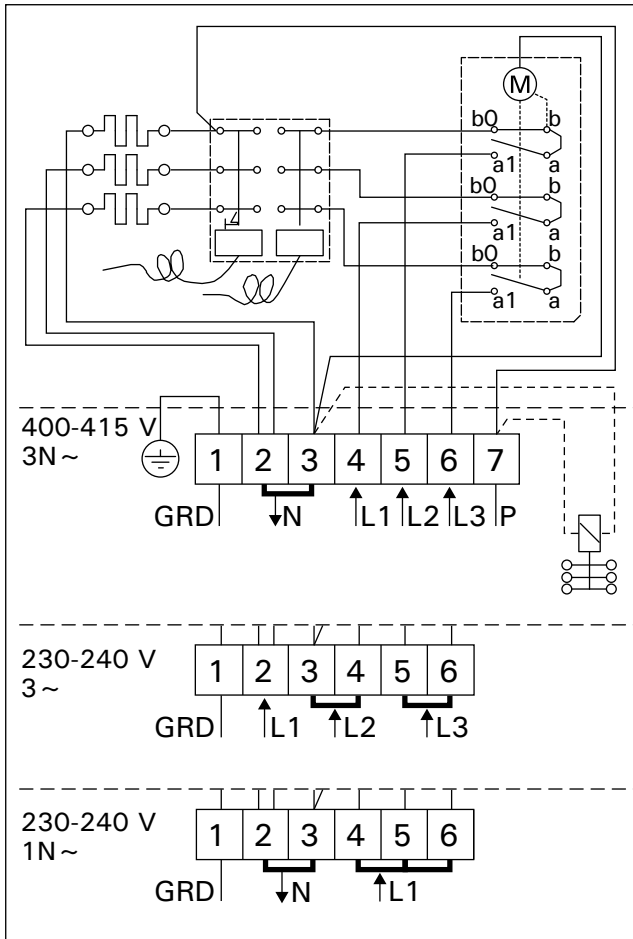 M
b0 b
a1 a
b0 b
a1 a
b0 b
a1 a
400-415 V
3N~
1 2 3 4 5 6 7
GRD N L1 L2 L3 P
230-240 V
3~
1 2 3 4 5 6
GRD L1 L2 L3
230-240 V
1N~
1 2 3 4 5 6
GRD N L1